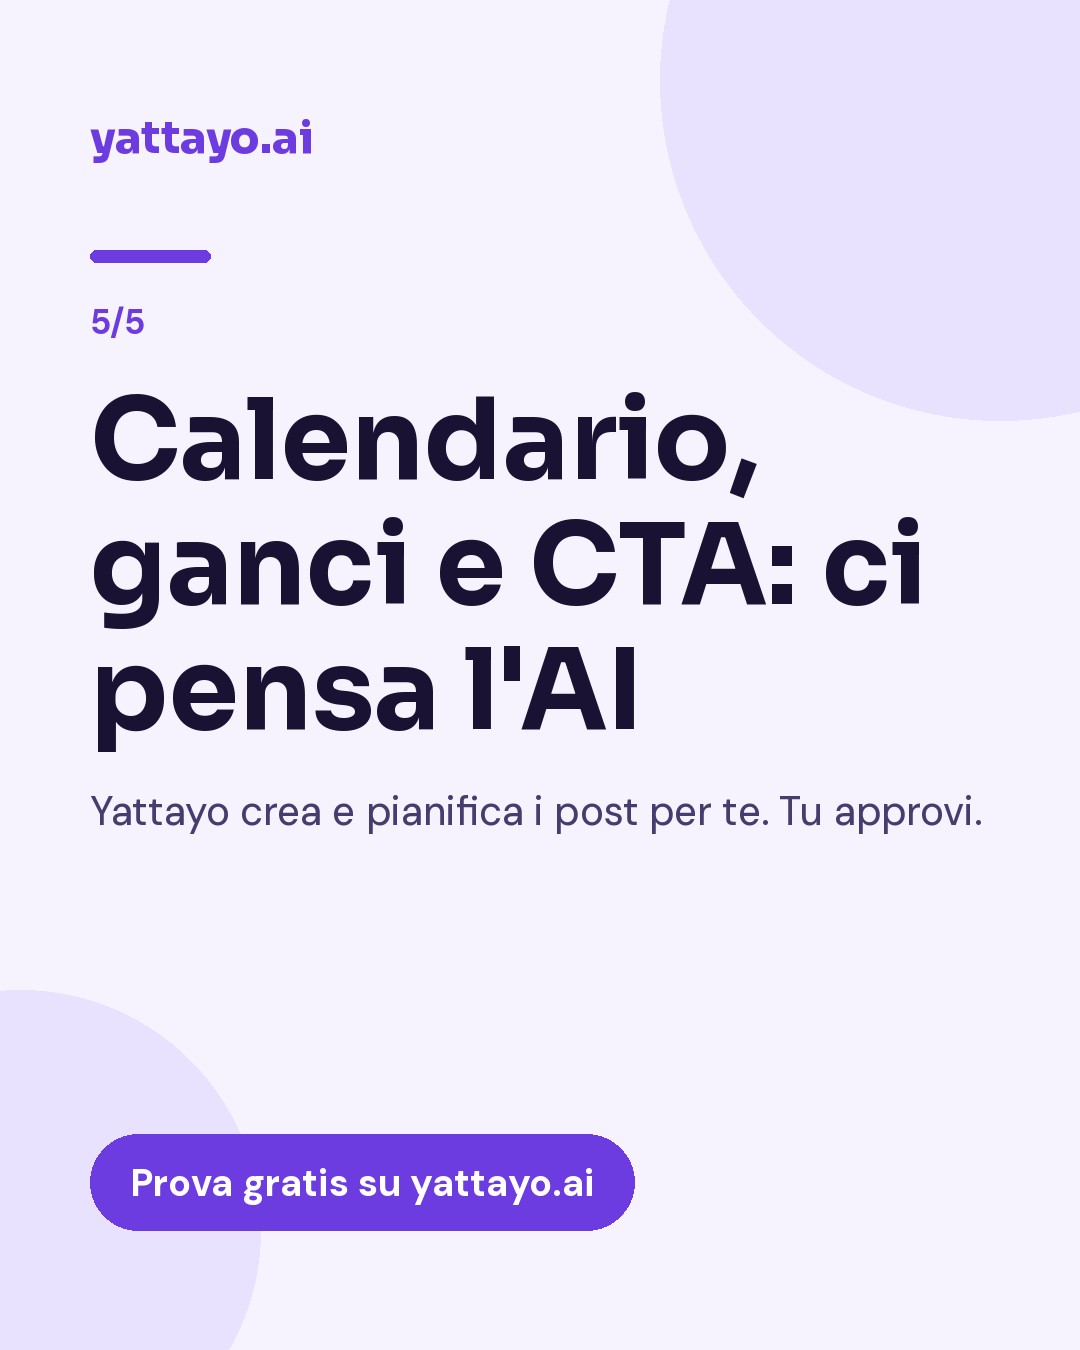 yattayo.ai
5/5
Calendario,
ganci e CTA: ci
pensa l'AI
Yattayo crea e pianifica i post per te. Tu approvi.
Prova gratis su yattayo.ai